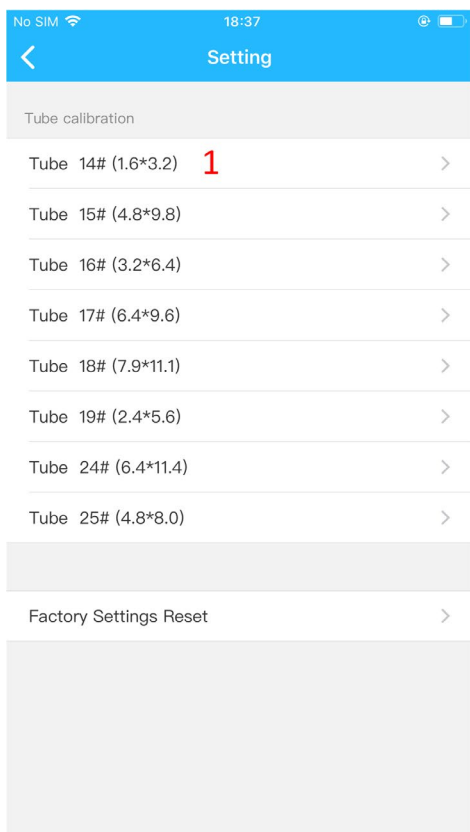 No SIM 18:37
Setting
Tube calibration
Tube 14# (1.6*3.2) 1
Tube 15# (4.8*9.8)
Tube 16# (3.2*6.4)
Tube 17# (6.4*9.6)
Tube 18# (7.9*11.1)
Tube 19# (2.4*5.6)
Tube 24# (6.4*11.4)
Tube 25# (4.8*8.0)
Factory Settings Reset